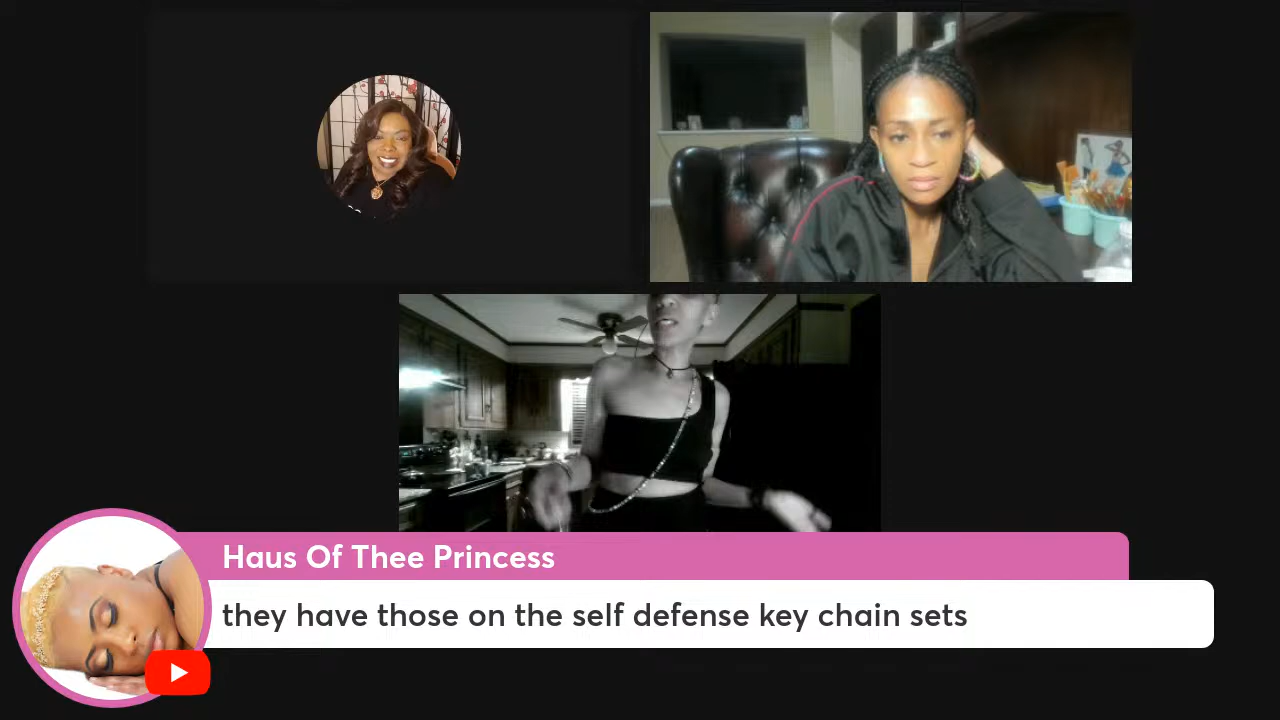 Haus Of Thee Princess
they have those on the self defense key chain sets